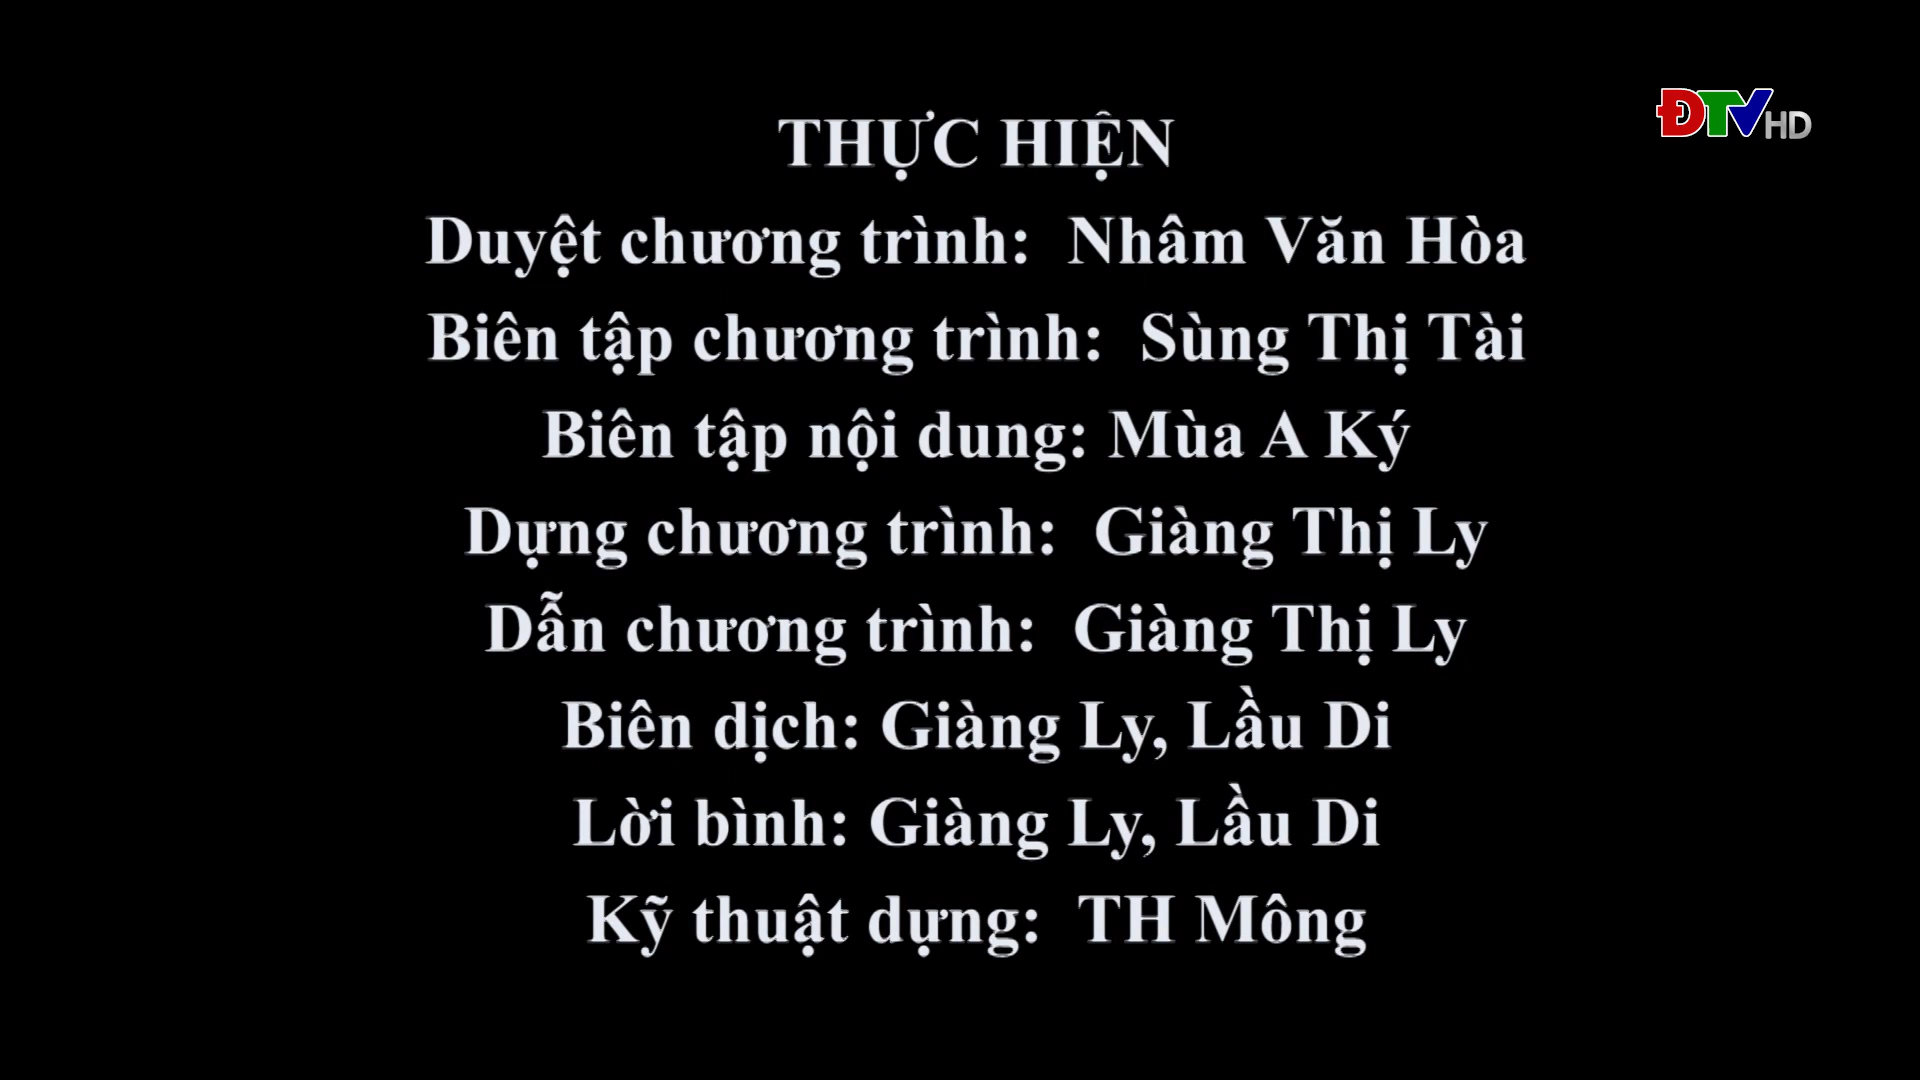 ĐTV HD
THỰC HIỆN
Duyệt chương trình: Nhâm Văn Hòa
Biên tập chương trình: Sùng Thị Tài
Biên tập nội dung: Mùa A Ký
Dựng chương trình: Giàng Thị Ly
Dẫn chương trình: Giàng Thị Ly
Biên dịch: Giàng Ly, Lầu Di
Lời bình: Giàng Ly, Lầu Di
Kỹ thuật dựng: TH Mông